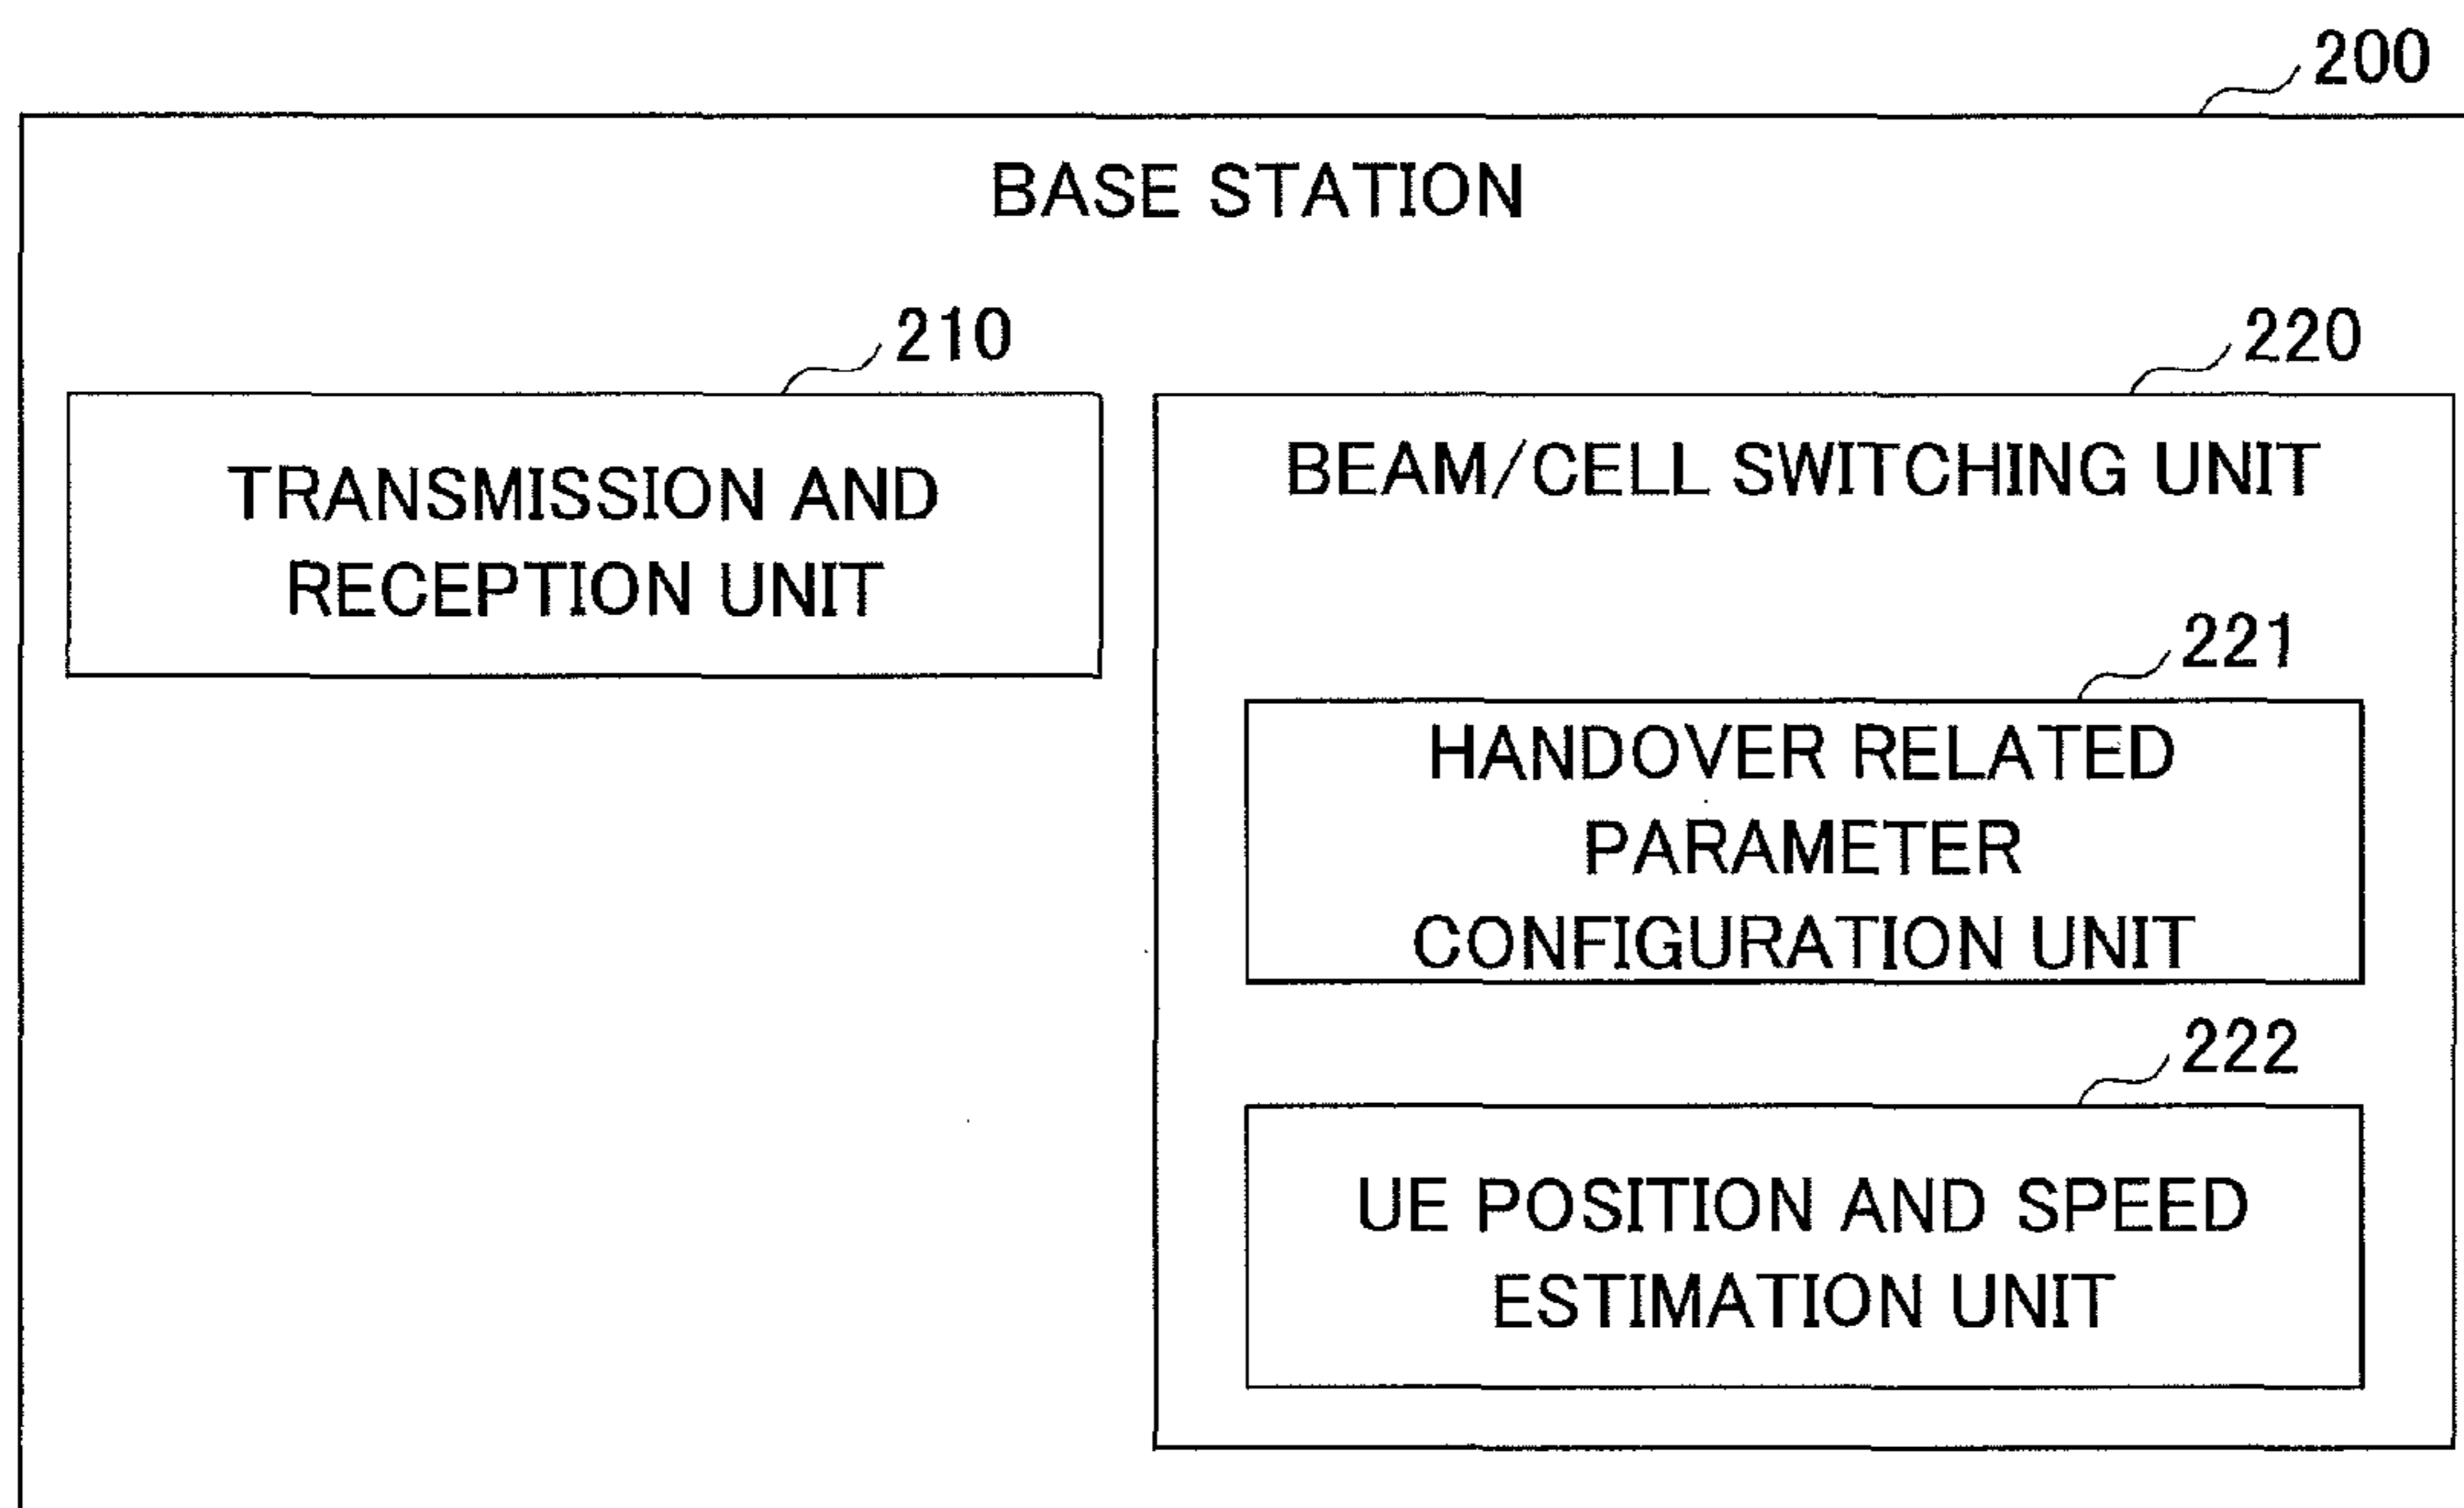 200
BASE STATION
210
TRANSMISSION AND
RECEPTION UNIT
220
BEAM/CELL SWITCHING UNIT
221
HANDOVER RELATED
PARAMETER
CONFIGURATION UNIT
222
UE POSITION AND SPEED
ESTIMATION UNIT